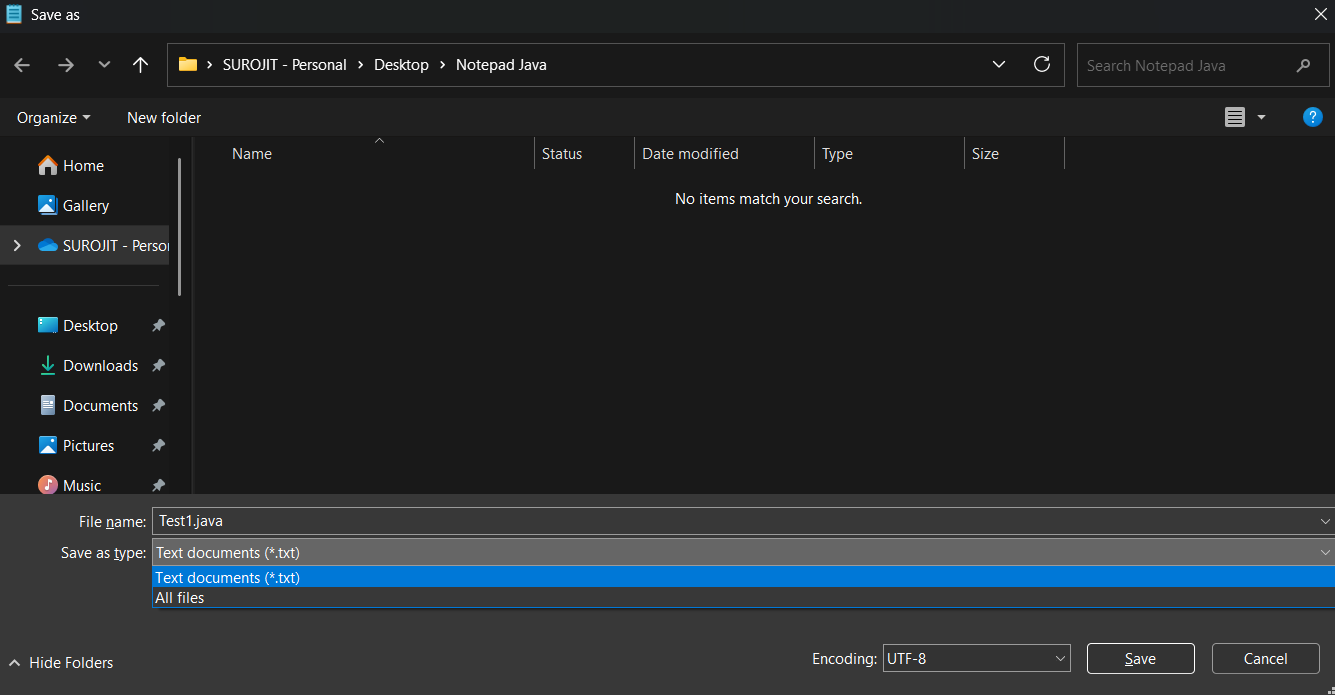 Save as
SUROJIT - Personal > Desktop > Notepad Java
Search Notepad Java
Organize
New folder
Name
Status
Date modified
Type
Size
No items match your search.
Home
Gallery
SUROJIT - Person
Desktop
Downloads
Documents
Pictures
Music
File name: Test1.java
Save as type: Text documents (*.txt)
Text documents (*.txt)
All files
Hide Folders
Encoding: UTF-8
Save
Cancel